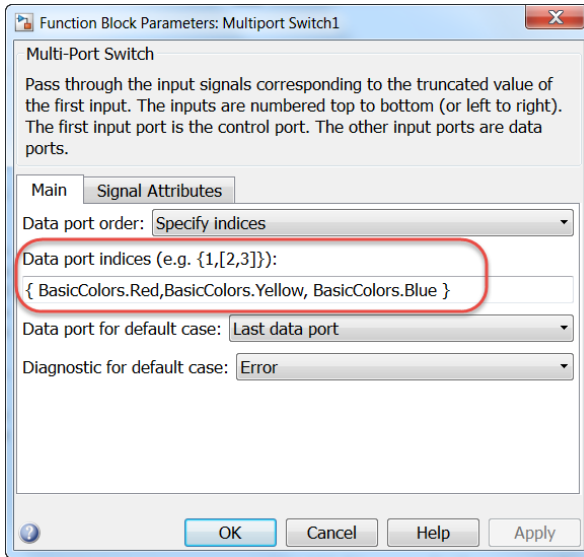 Function Block Parameters: Multiport Switch1
Multi-Port Switch
Pass through the input signals corresponding to the truncated value of
the first input. The inputs are numbered top to bottom (or left to right).
The first input port is the control port. The other input ports are data
ports.
Main Signal Attributes
Data port order: Specify indices
Data port indices (e.g. {1,[2,3]}):
{ BasicColors.Red,BasicColors.Yellow, BasicColors.Blue }
Data port for default case: Last data port
Diagnostic for default case: Error
OK Cancel Help Apply